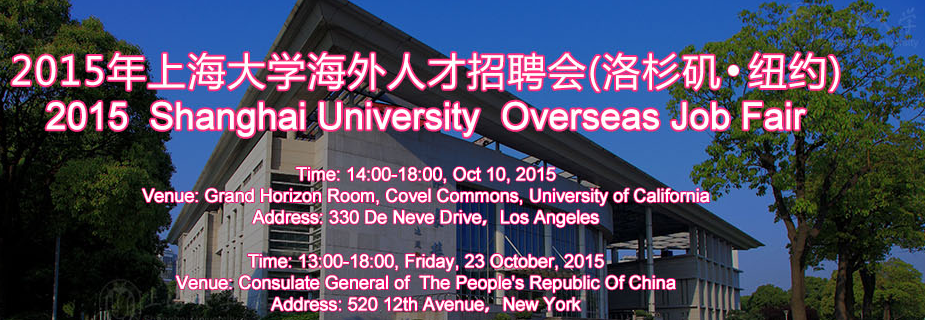 2015年上海大学海外人才招聘会(洛杉矶•纽约)
2015 Shanghai University Overseas Job Fair
Time: 14:00-18:00, Oct 10, 2015
Venue: Grand Horizon Room, Covel Commons, University of California
Address: 330 De Neve Drive, Los Angeles
Time: 13:00-18:00, Friday, 23 October, 2015
Venue: Consulate General of The People's Republic Of China
Address: 520 12th Avenue, New York